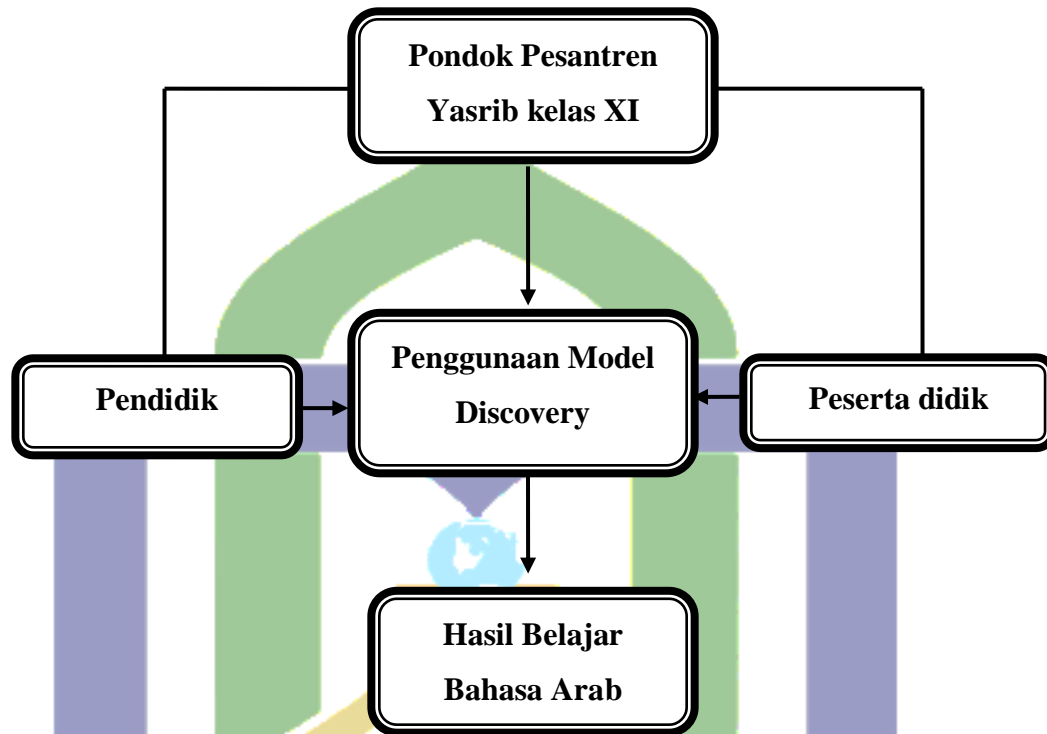 Pondok Pesantren
Yasrib kelas XI
Penggunaan Model
Discovery
Pendidik
Peserta didik
Hasil Belajar
Bahasa Arab